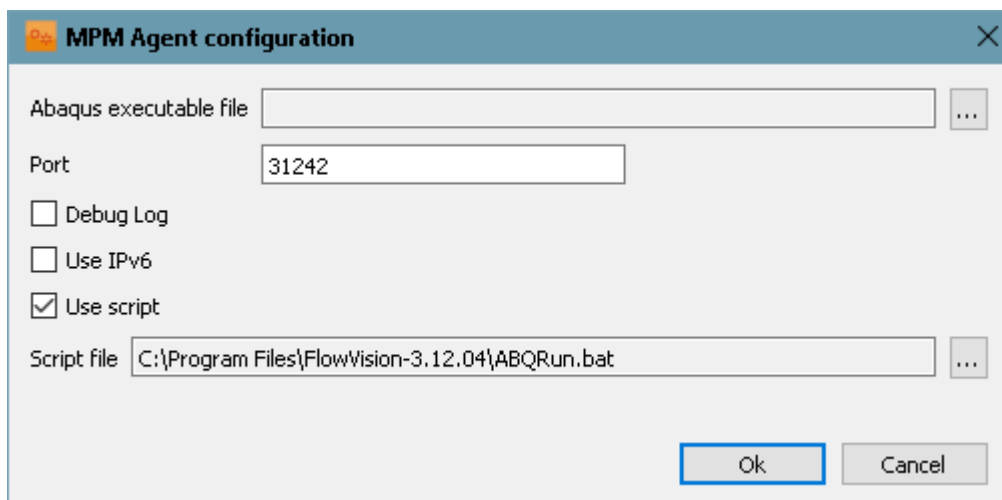 MPM Agent configuration
Abaqus executable file ...
Port 31242
Debug Log
Use IPv6
Use script
Script file C:\Program Files\FlowVision-3.12.04\ABQRun.bat ...
Ok Cancel